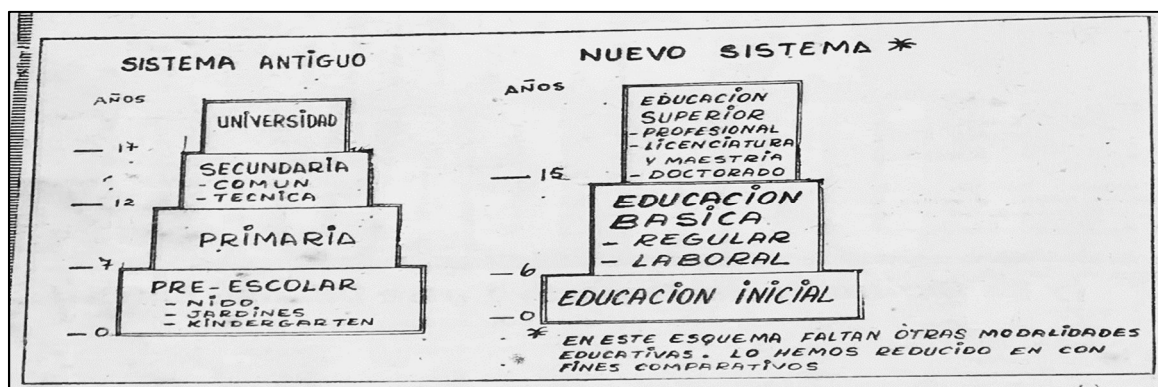 SISTEMA ANTIGUO
AÑOS
UNIVERSIDAD
17
SECUNDARIA
- COMUN
- TECNICA
12
PRIMARIA
7
PRE-ESCOLAR
- NIDO
- JARDINES
- KINDERGARTEN
0
NUEVO SISTEMA *
AÑOS
EDUCACION
SUPERIOR
- PROFESIONAL
- LICENCIATURA
Y MAESTRIA
- DOCTORADO
15
EDUCACION
BASICA
- REGULAR
- LABORAL
6
EDUCACION INICIAL
0
* EN ESTE ESQUEMA FALTAN OTRAS MODALIDADES
EDUCATIVAS. LO HEMOS REDUCIDO EN CON
FINES COMPARATIVOS